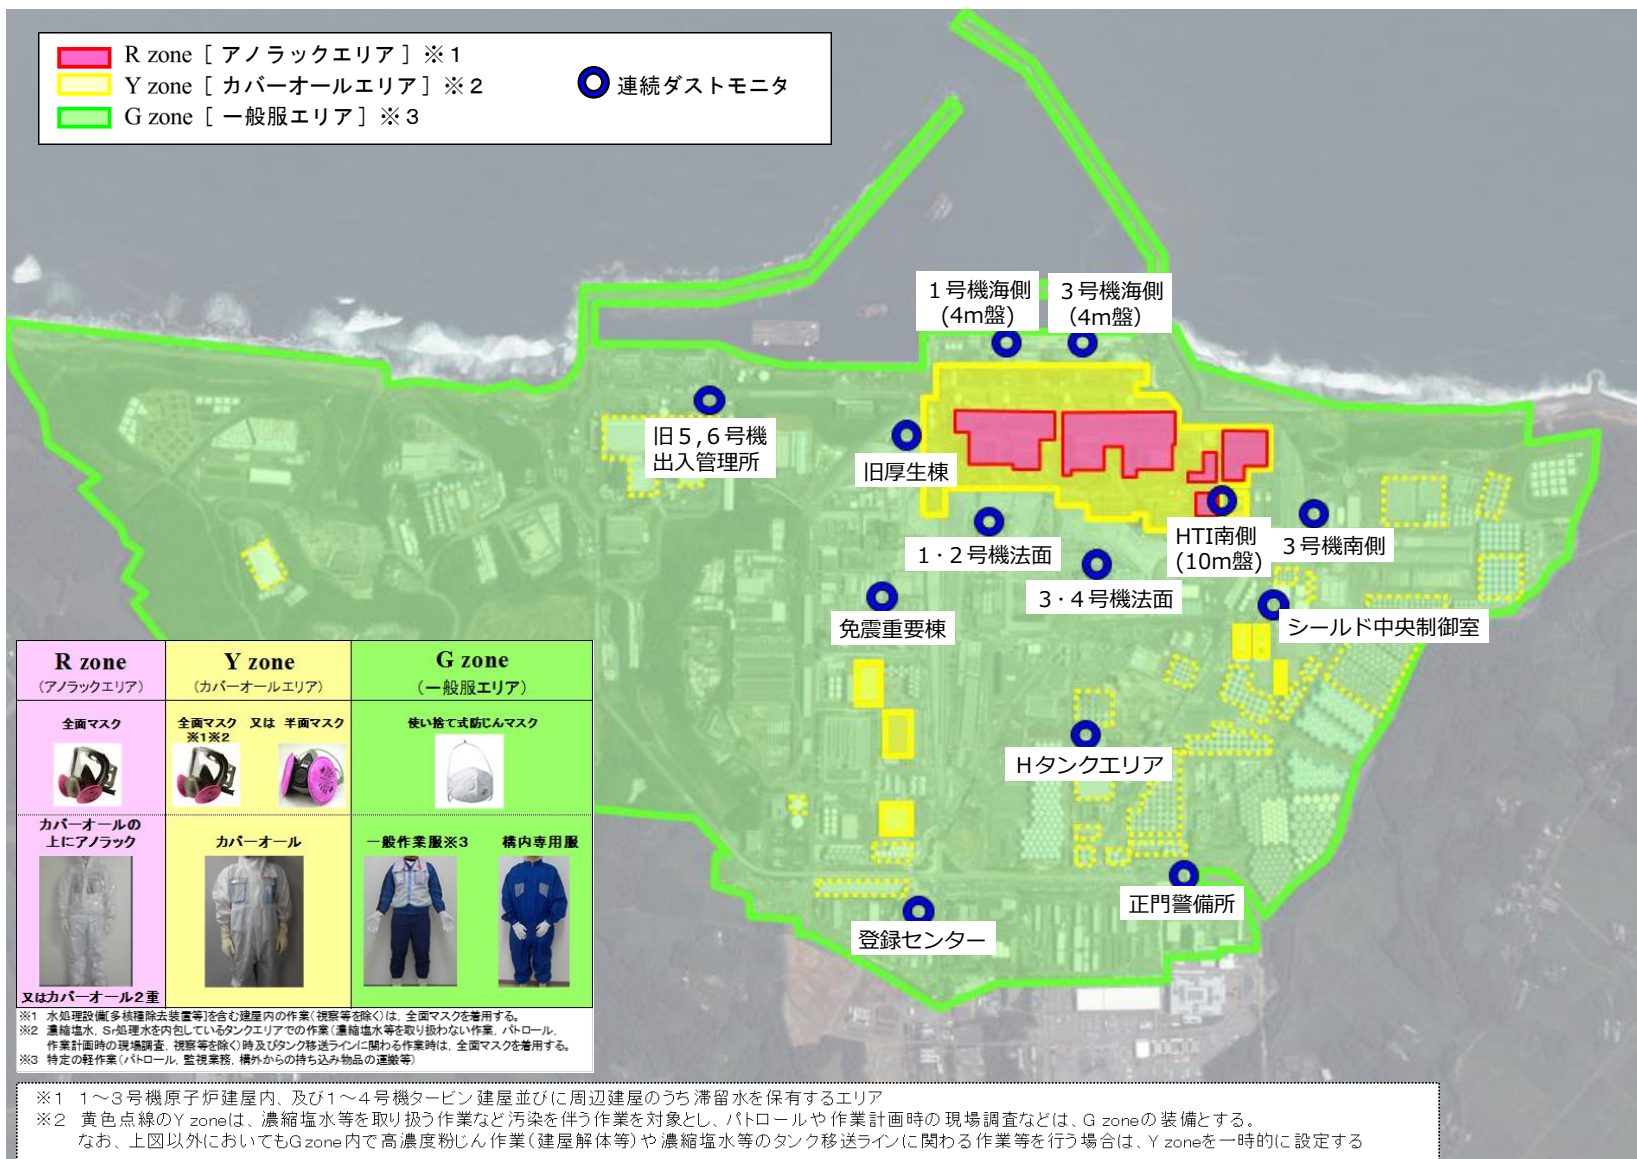 R zone [ アノラックエリア ] ※１
Y zone [ カバーオールエリア ] ※２
G zone [ 一般服エリア ] ※３
連続ダストモニタ
１号機海側
(4m盤)
３号機海側
(4m盤)
旧５,６号機
出入管理所
旧厚生棟
１・２号機法面
３・４号機法面
HTI南側
(10m盤)
３号機南側
免震重要棟
シールド中央制御室
Hタンクエリア
正門警備所
登録センター
R zone
(アノラックエリア)
Y zone
(カバーオールエリア)
G zone
(一般服エリア)
全面マスク
全面マスク 又は 半面マスク
※1※2
使い捨て式防じんマスク
カバーオールの
上にアノラック
カバーオール
一般作業服※3 構内専用服
又はカバーオール２重
※1 水処理設備[多核種除去装置等]を含む建屋内の作業(視察等を除く)は、全面マスクを着用する。
※2 濃縮塩水、Sr処理水を内包しているタンクエリアでの作業(濃縮塩水等を取り扱わない作業、パトロール、
作業計画時の現場調査、視察等を除く)時及びタンク移送ラインに関わる作業時は、全面マスクを着用する。
※3 特定の軽作業(パトロール、監視業務、構外からの持ち込み物品の運搬等)
※１ １～３号機原子炉建屋内、及び１～４号機タービン建屋並びに周辺建屋のうち滞留水を保有するエリア
※２ 黄色点線のY zoneは、濃縮塩水等を取り扱う作業など汚染を伴う作業を対象とし、パトロールや作業計画時の現場調査などは、G zoneの装備とする。
なお、上図以外においてもG zone内で高濃度粉じん作業(建屋解体等)や濃縮塩水等のタンク移送ラインに関わる作業等を行う場合は、Y zoneを一時的に設定する